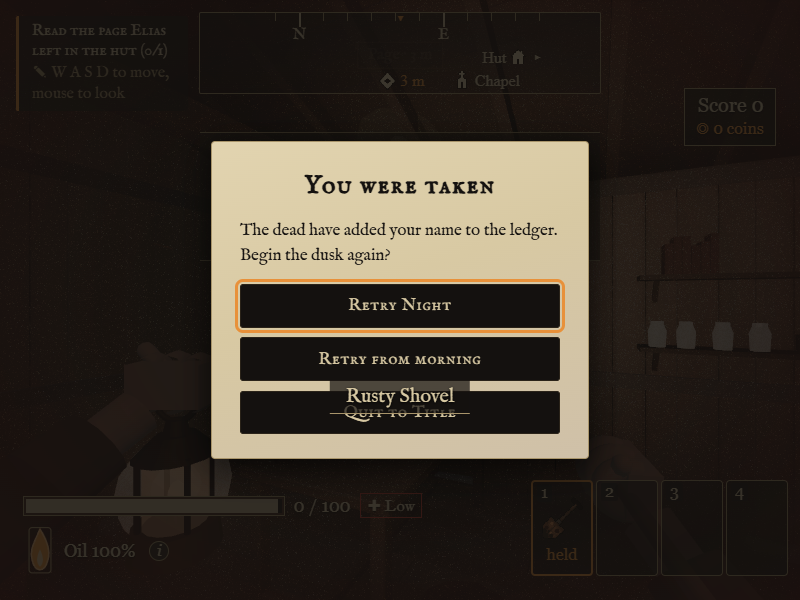 Read the page Elias
left in the hut (0/1)
W A S D to move,
mouse to look
N E
Hut
3 m Chapel
Score 0
0 coins
You were taken
The dead have added your name to the ledger.
Begin the dusk again?
Retry Night
Retry from morning
Rusty Shovel
Quit to Title
0 / 100 Low
Oil 100% i
1 2 3 4
held